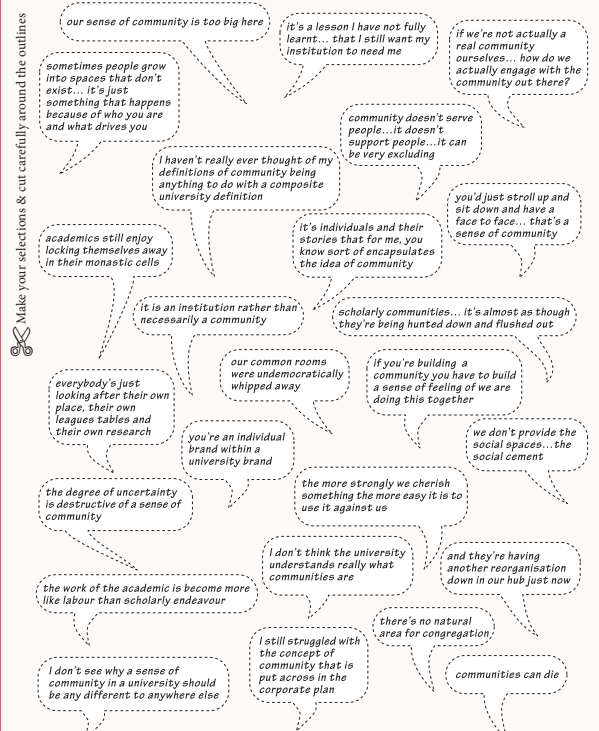 Make your selections & cut carefully around the outlines
our sense of community is too big here
it's a lesson I have not fully
learnt... that I still want my
institution to need me
if we're not actually a
real community
ourselves... how do we
actually engage with the
community out there?
sometimes people grow
into spaces that don't
exist... it's just
something that happens
because of who you are
and what drives you
community doesn't serve
people...it doesn't
support people...it can
be very excluding
I haven't really ever thought of my
definitions of community being
anything to do with a composite
university definition
you'd just stroll up and
sit down and have a
face to face... that's a
sense of community
it's individuals and their
stories that for me, you
know sort of encapsulates
the idea of community
academics still enjoy
locking themselves away
in their monastic cells
it is an institution rather than
necessarily a community
scholarly communities... it's almost as though
they're being hunted down and flushed out
our common rooms
were undemocratically
whipped away
if you're building a
community you have to build
a sense of feeling of we are
doing this together
everybody's just
looking after their own
place, their own
leagues tables and
their own research
you're an individual
brand within a
university brand
we don't provide the
social spaces...the
social cement
the more strongly we cherish
something the more easy it is to
use it against us
the degree of uncertainty
is destructive of a sense of
community
I don't think the university
understands really what
communities are
and they're having
another reorganisation
down in our hub just now
the work of the academic is become more
like labour than scholarly endeavour
there's no natural
area for congregation
I still struggled with
the concept of
community that is
put across in the
corporate plan
I don't see why a sense of
community in a university should
be any different to anywhere else
communities can die